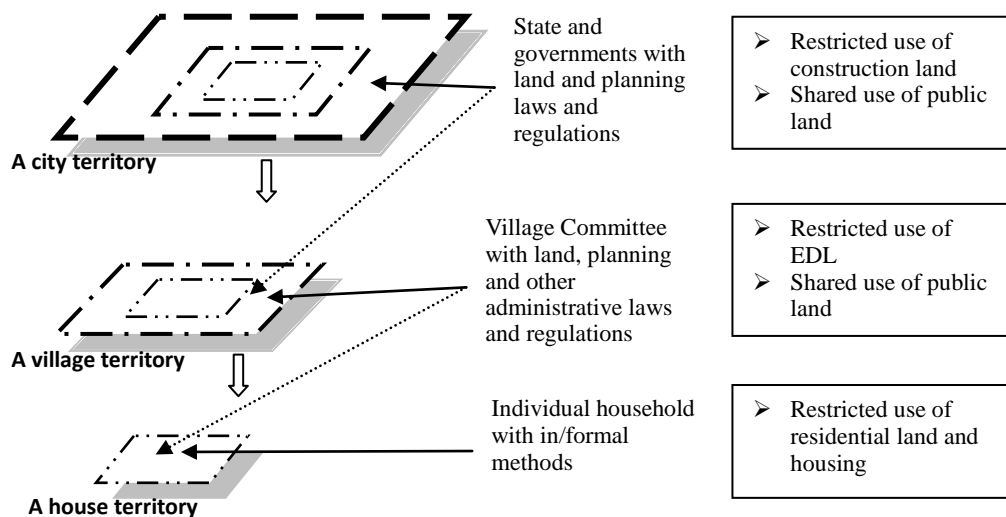 State and
governments with
land and planning
laws and
regulations
➢ Restricted use of
construction land
➢ Shared use of public
land
A city territory
Village Committee
with land, planning
and other
administrative laws
and regulations
➢ Restricted use of
EDL
➢ Shared use of public
land
A village territory
Individual household
with in/formal
methods
➢ Restricted use of
residential land and
housing
A house territory